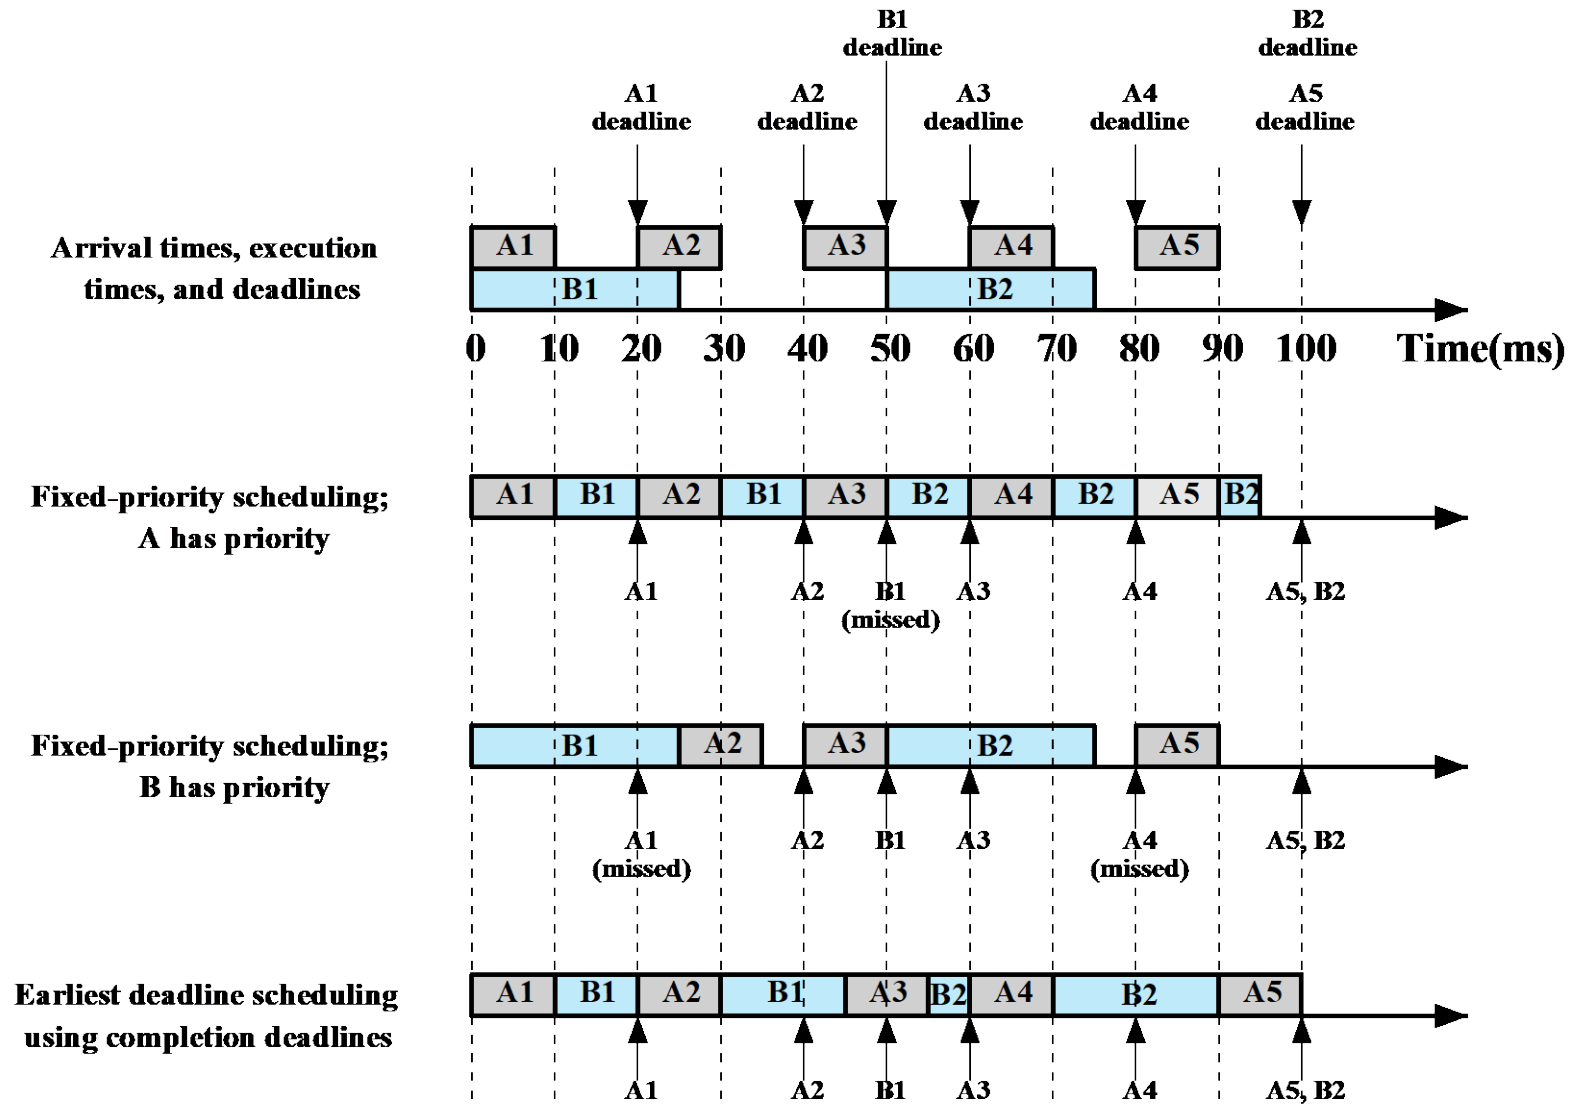 B1
deadline
B2
deadline
A1
deadline
A2
deadline
A3
deadline
A4
deadline
A5
deadline
Arrival times, execution
times, and deadlines
A1 A2 A3 A4 A5
B1 B2
0 10 20 30 40 50 60 70 80 90 100 Time(ms)
Fixed-priority scheduling;
A has priority
A1 B1 A2 B1 A3 B2 A4 B2 A5 B2
A1 A2 B1 A3 A4 A5, B2
(missed)
Fixed-priority scheduling;
B has priority
B1 A2 A3 B2 A5
A1 A2 B1 A3 A4 A5, B2
(missed) (missed)
Earliest deadline scheduling
using completion deadlines
A1 B1 A2 B1 A3 B2 A4 B2 A5
A1 A2 B1 A3 A4 A5, B2